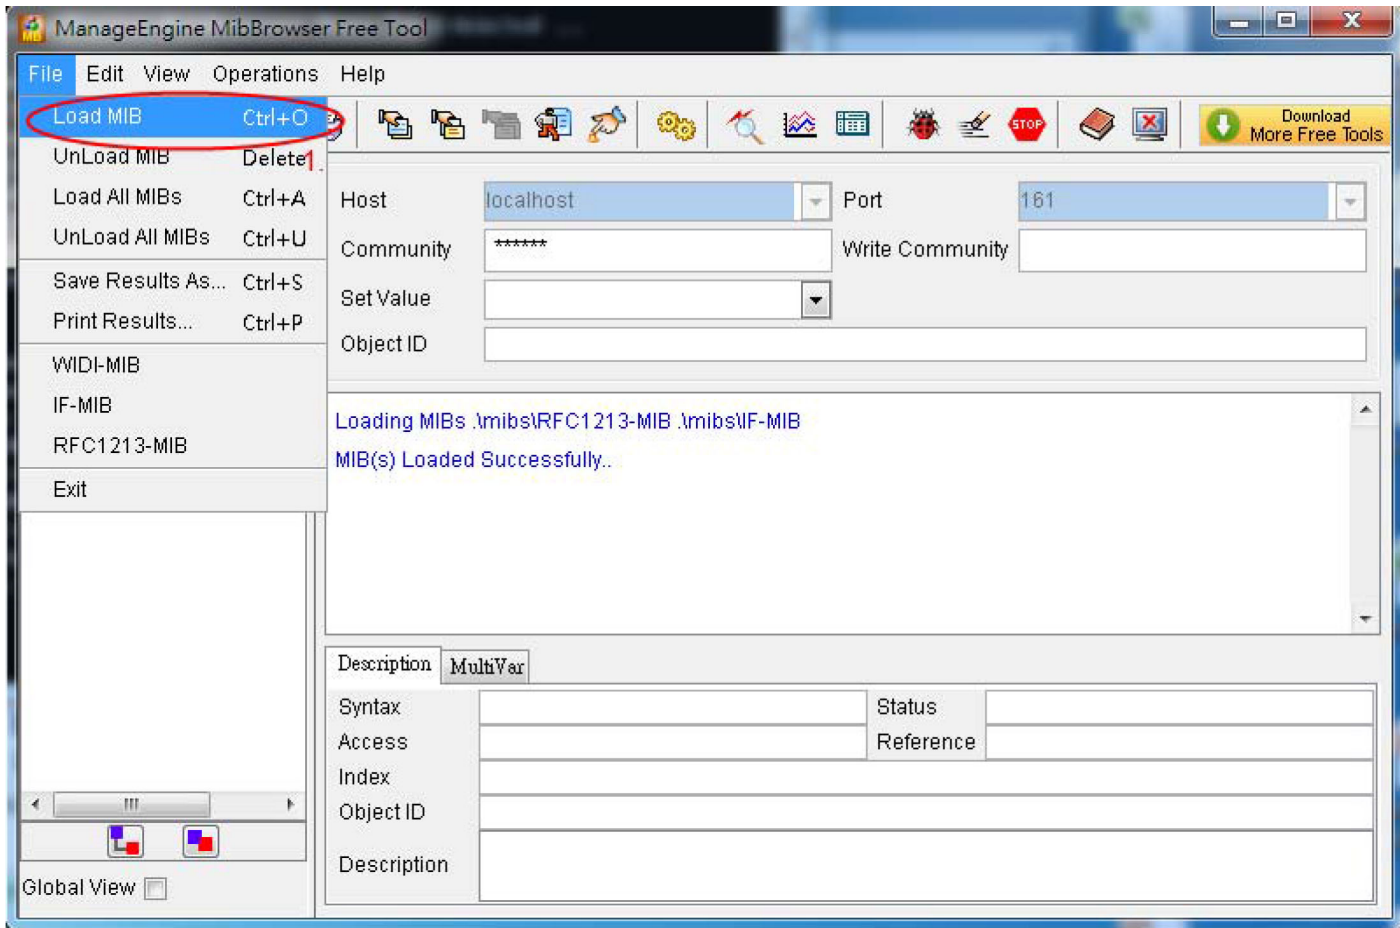 ManageEngine MibBrowser Free Tool
File Edit View Operations Help
Load MIB Ctrl+O
UnLoad MIB Delete
1.
Load All MIBs Ctrl+A
UnLoad All MIBs Ctrl+U
Save Results As... Ctrl+S
Print Results... Ctrl+P
WIDI-MIB
IF-MIB
RFC1213-MIB
Exit
STOP
Download
More Free Tools
Host localhost Port 161
Community ****** Write Community
Set Value
Object ID
Loading MIBs .\mibs\RFC1213-MIB .\mibs\IF-MIB
MIB(s) Loaded Successfully..
Description MultiVar
Syntax Status
Access Reference
Index
Object ID
Description
Global View